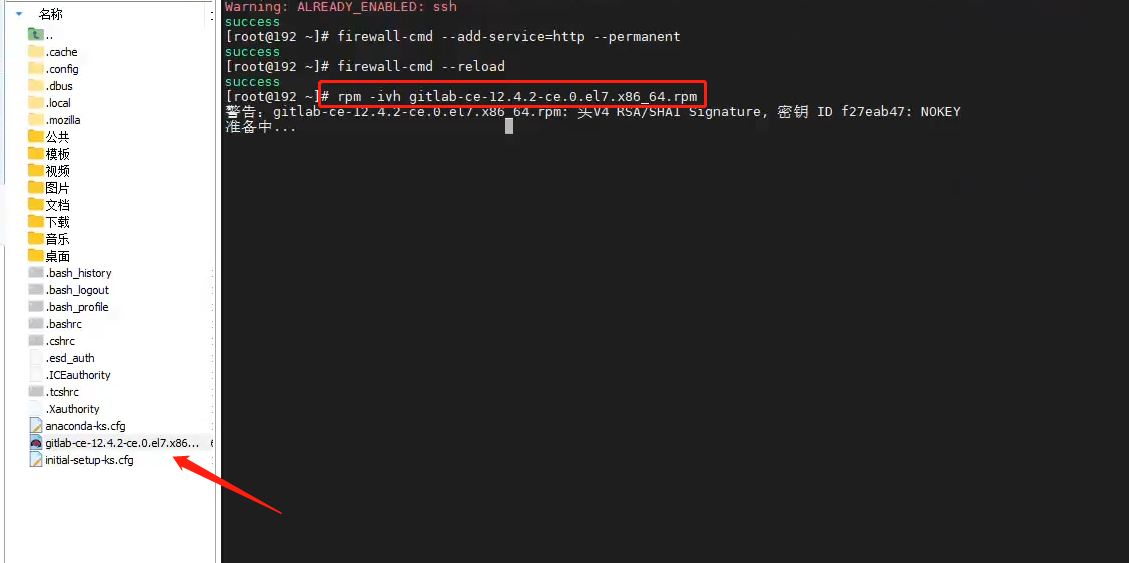 名称
..
.cache
.config
.dbus
.local
.mozilla
公共
模板
视频
图片
文档
下载
音乐
桌面
.bash_history
.bash_logout
.bash_profile
.bashrc
.cshrc
.esd_auth
.ICEauthority
.tcshrc
.Xauthority
anaconda-ks.cfg
gitlab-ce-12.4.2-ce.0.el7.x86...
initial-setup-ks.cfg
Warning: ALREADY_ENABLED: ssh
success
[root@192 ~]# firewall-cmd --add-service=http --permanent
success
[root@192 ~]# firewall-cmd --reload
success
[root@192 ~]# rpm -ivh gitlab-ce-12.4.2-ce.0.el7.x86_64.rpm
警告：gitlab-ce-12.4.2-ce.0.el7.x86_64.rpm: 头V4 RSA/SHA1 Signature, 密钥 ID f27eab47: NOKEY
准备中...